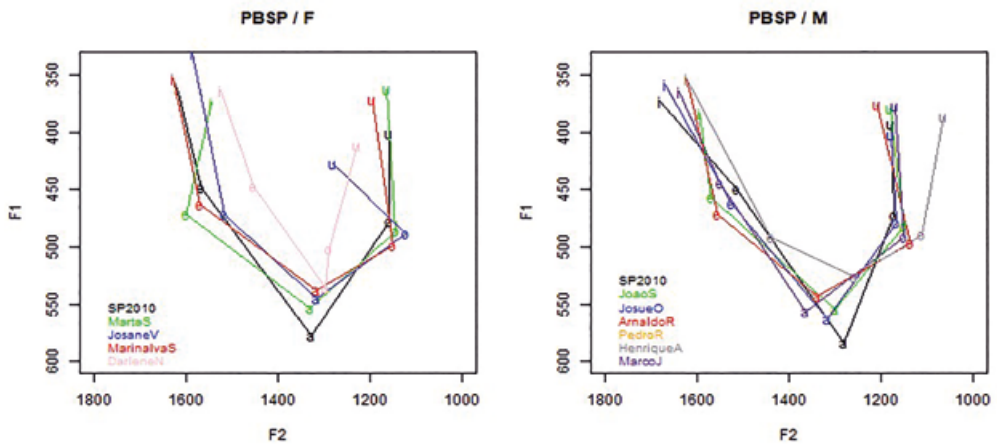 PBSP / F
F1
350
400
450
500
550
600
i
i
i
i
e
e
e
e
e
a
a
a
a
o
o
o
o
o
u
u
u
u
u
SP2010
MartaS
JosaneV
MarinalvaS
DarleneN
1800
1600
1400
1200
1000
F2
PBSP / M
F1
350
400
450
500
550
600
i
i
i
i
i
e
e
e
e
e
e
a
a
a
a
a
o
o
o
o
o
o
u
u
u
u
u
u
SP2010
JoaoS
JosueO
ArnaldoR
PedroR
HenriqueA
MarcoJ
1800
1600
1400
1200
1000
F2